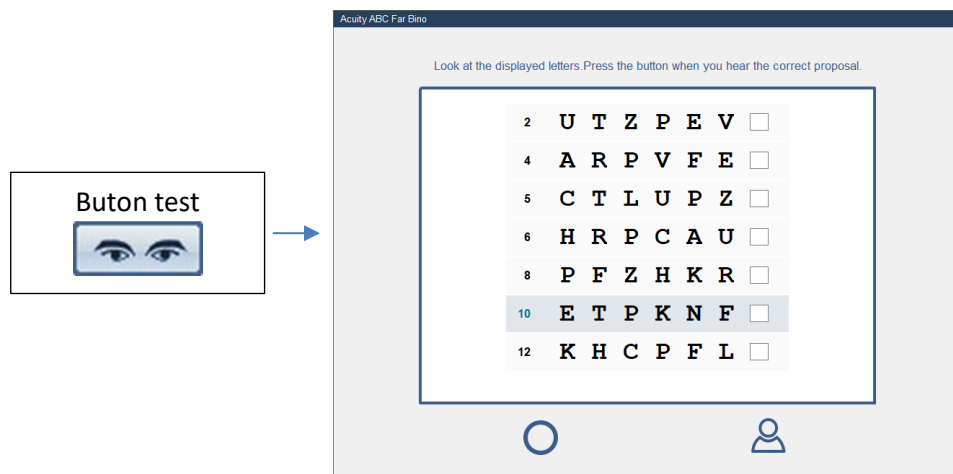 Acuity ABC Far Bino
Look at the displayed letters.Press the button when you hear the correct proposal.
2 U T Z P E V
4 A R P V F E
5 C T L U P Z
6 H R P C A U
8 P F Z H K R
10 E T P K N F
12 K H C P F L
Buton test